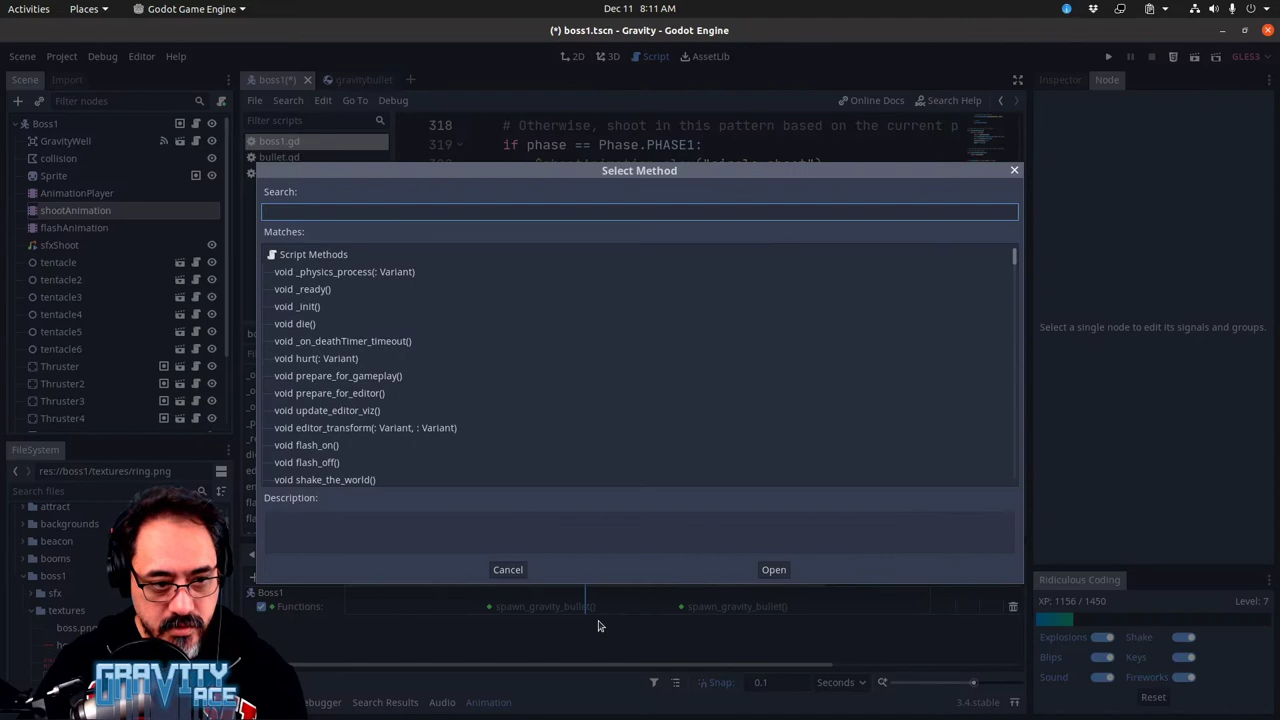 Activities
Places
Godot Game Engine
Dec 11 8:11 AM
(*) boss1.tscn - Gravity - Godot Engine
Scene Project Debug Editor Help
2D 3D Script AssetLib
GLES3
Scene Import
boss1(*)
gravitybullet
Inspector Node
Filter nodes
File Search Edit Go To Debug
Online Docs Search Help
Boss1
GravityWell
collision
Sprite
AnimationPlayer
shootAnimation
flashAnimation
sfxShoot
tentacle
tentacle2
tentacle3
tentacle4
tentacle5
tentacle6
Thruster
Thruster2
Thruster3
Thruster4
Filter scripts
boss1.gd
bullet.gd
318 # Otherwise, shoot in this pattern based on the current p
319 if phase == Phase.PHASE1:
Select Method
Search:
Matches:
Script Methods
void _physics_process(: Variant)
void _ready()
void _init()
void die()
void _on_deathTimer_timeout()
void hurt(: Variant)
void prepare_for_gameplay()
void prepare_for_editor()
void update_editor_viz()
void editor_transform(: Variant, : Variant)
void flash_on()
void flash_off()
void shake_the_world()
Description:
Cancel Open
Select a single node to edit its signals and groups.
FileSystem
res://boss1/textures/ring.png
Search files
attract
backgrounds
beacon
booms
boss1
sfx
textures
boss.png
Boss1
Functions:
spawn_gravity_bullet()
spawn_gravity_bullet()
Snap: 0.1 Seconds
Search Results Audio Animation
3.4.stable
Ridiculous Coding
XP: 1156 / 1450 Level: 7
Explosions Shake
Blips Keys
Sound Fireworks
Reset
GRAVITY
ACE